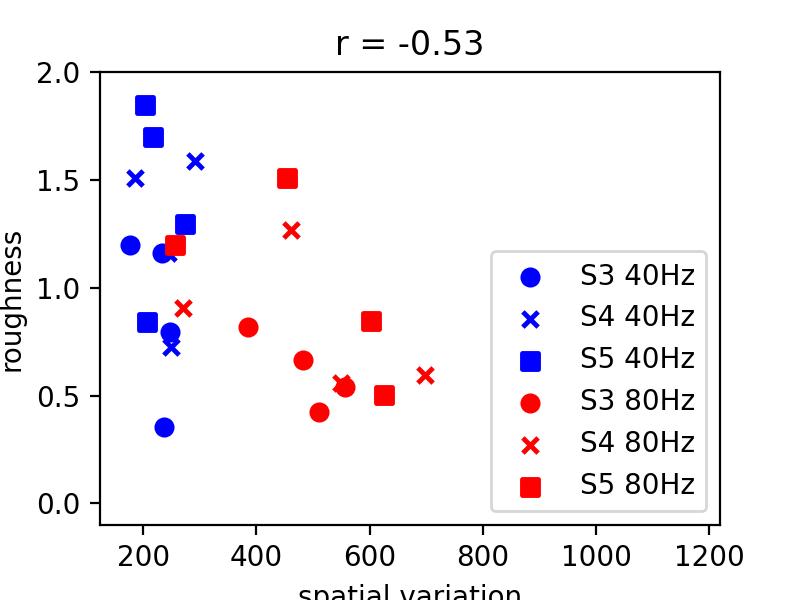 r = -0.53
2.0
1.5
1.0
0.5
0.0
roughness
S3 40Hz
S4 40Hz
S5 40Hz
S3 80Hz
S4 80Hz
S5 80Hz
200 400 600 800 1000 1200
spatial variation